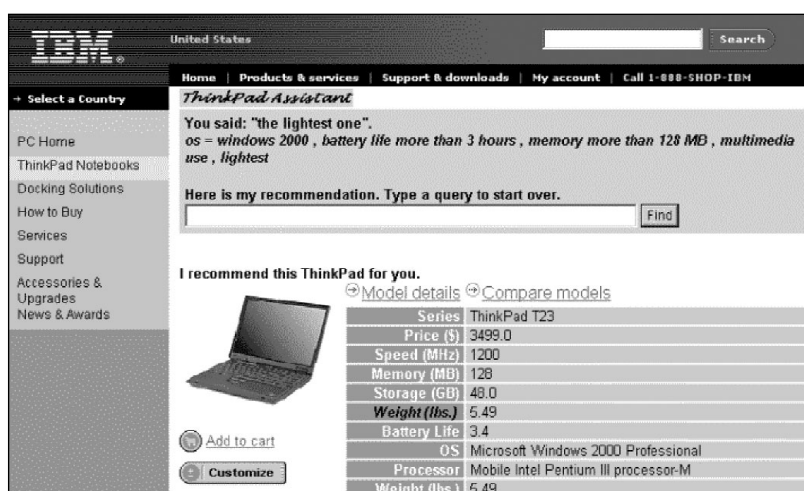 IBM®
United States
Search
Home | Products & services | Support & downloads | My account | Call 1-888-SHOP-IBM
Select a Country
ThinkPad Assistant
You said: "the lightest one".
os = windows 2000 , battery life more than 3 hours , memory more than 128 MB , multimedia
use , lightest
Here is my recommendation. Type a query to start over.
Find
PC Home
ThinkPad Notebooks
Docking Solutions
How to Buy
Services
Support
Accessories &
Upgrades
News & Awards
I recommend this ThinkPad for you.
Model details Compare models
Series ThinkPad T23
Price ($) 3499.0
Speed (MHz) 1200
Memory (MB) 128
Storage (GB) 48.0
Weight (lbs.) 5.49
Battery Life 3.4
OS Microsoft Windows 2000 Professional
Processor Mobile Intel Pentium III processor-M
Weight (lbs.) 5.49
Add to cart
Customize